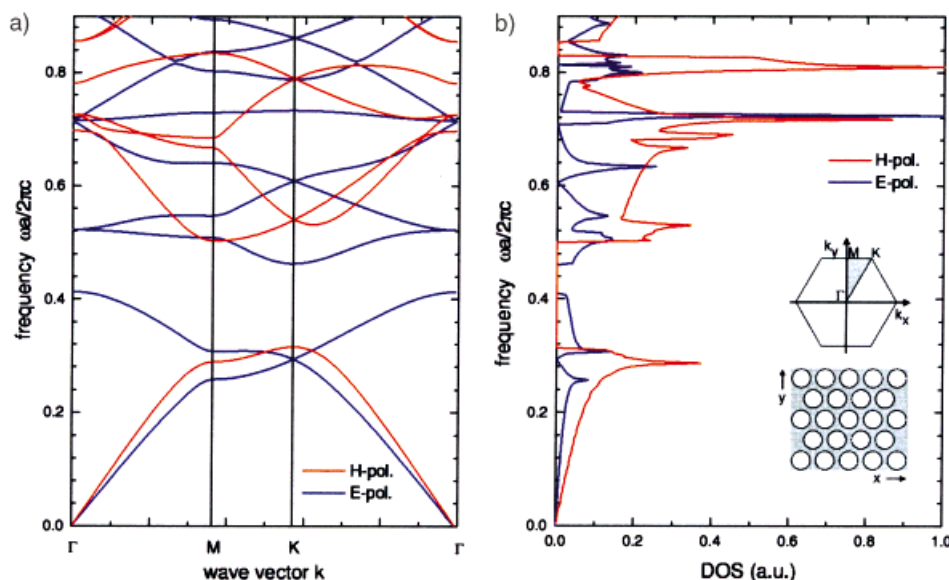 a)
frequency ωa/2πc
0.8
0.6
0.4
0.2
0.0
H-pol.
E-pol.
Γ M K Γ
wave vector k
b)
frequency ωa/2πc
0.8
0.6
0.4
0.2
0.0
H-pol.
E-pol.
ky
M K
Γ
kx
y
x
0.0 0.2 0.4 0.6 0.8 1.0
DOS (a.u.)